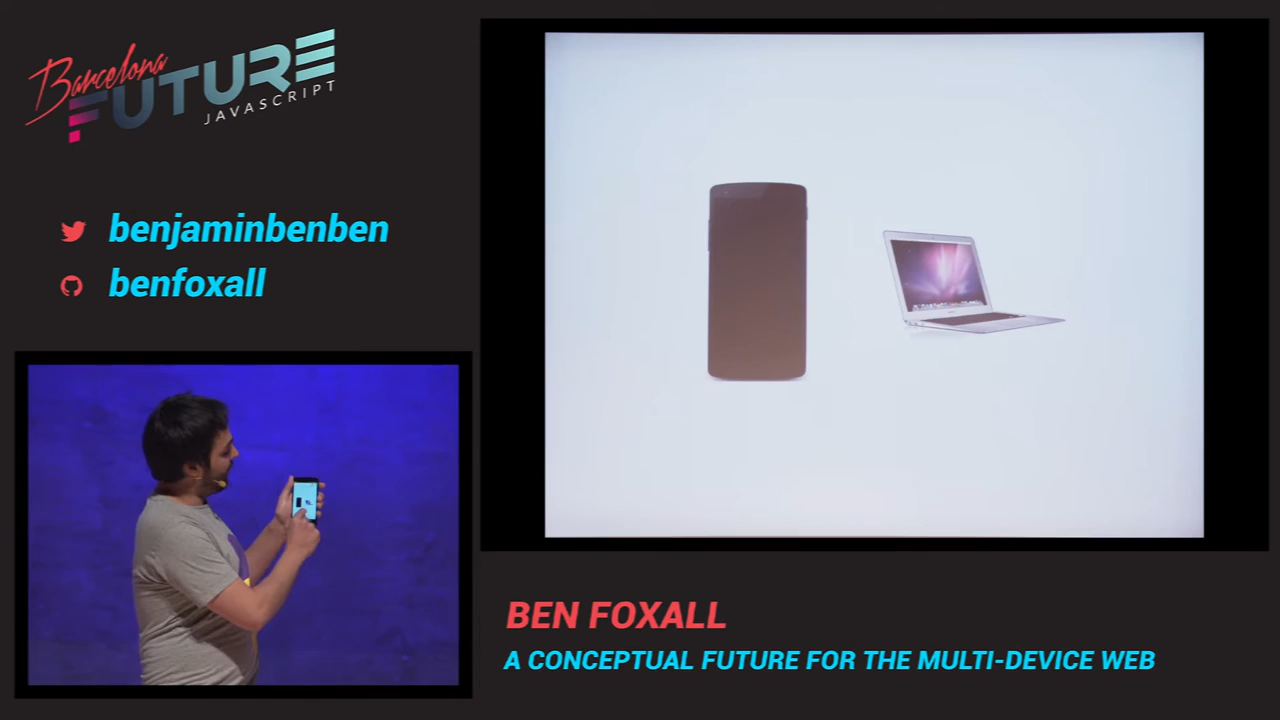 Barcelona
FUTURE
JAVASCRIPT
benjaminbenben
benfoxall
BEN FOXALL
A CONCEPTUAL FUTURE FOR THE MULTI-DEVICE WEB